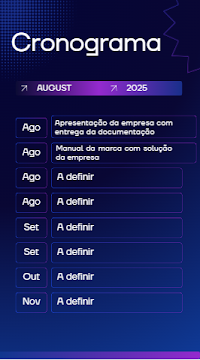 Cronograma
AUGUST 2025
Ago
Apresentação da empresa com
entrega da documentação
Ago
Manual da marca com solução
da empresa
Ago A definir
Ago A definir
Set A definir
Set A definir
Out A definir
Nov A definir